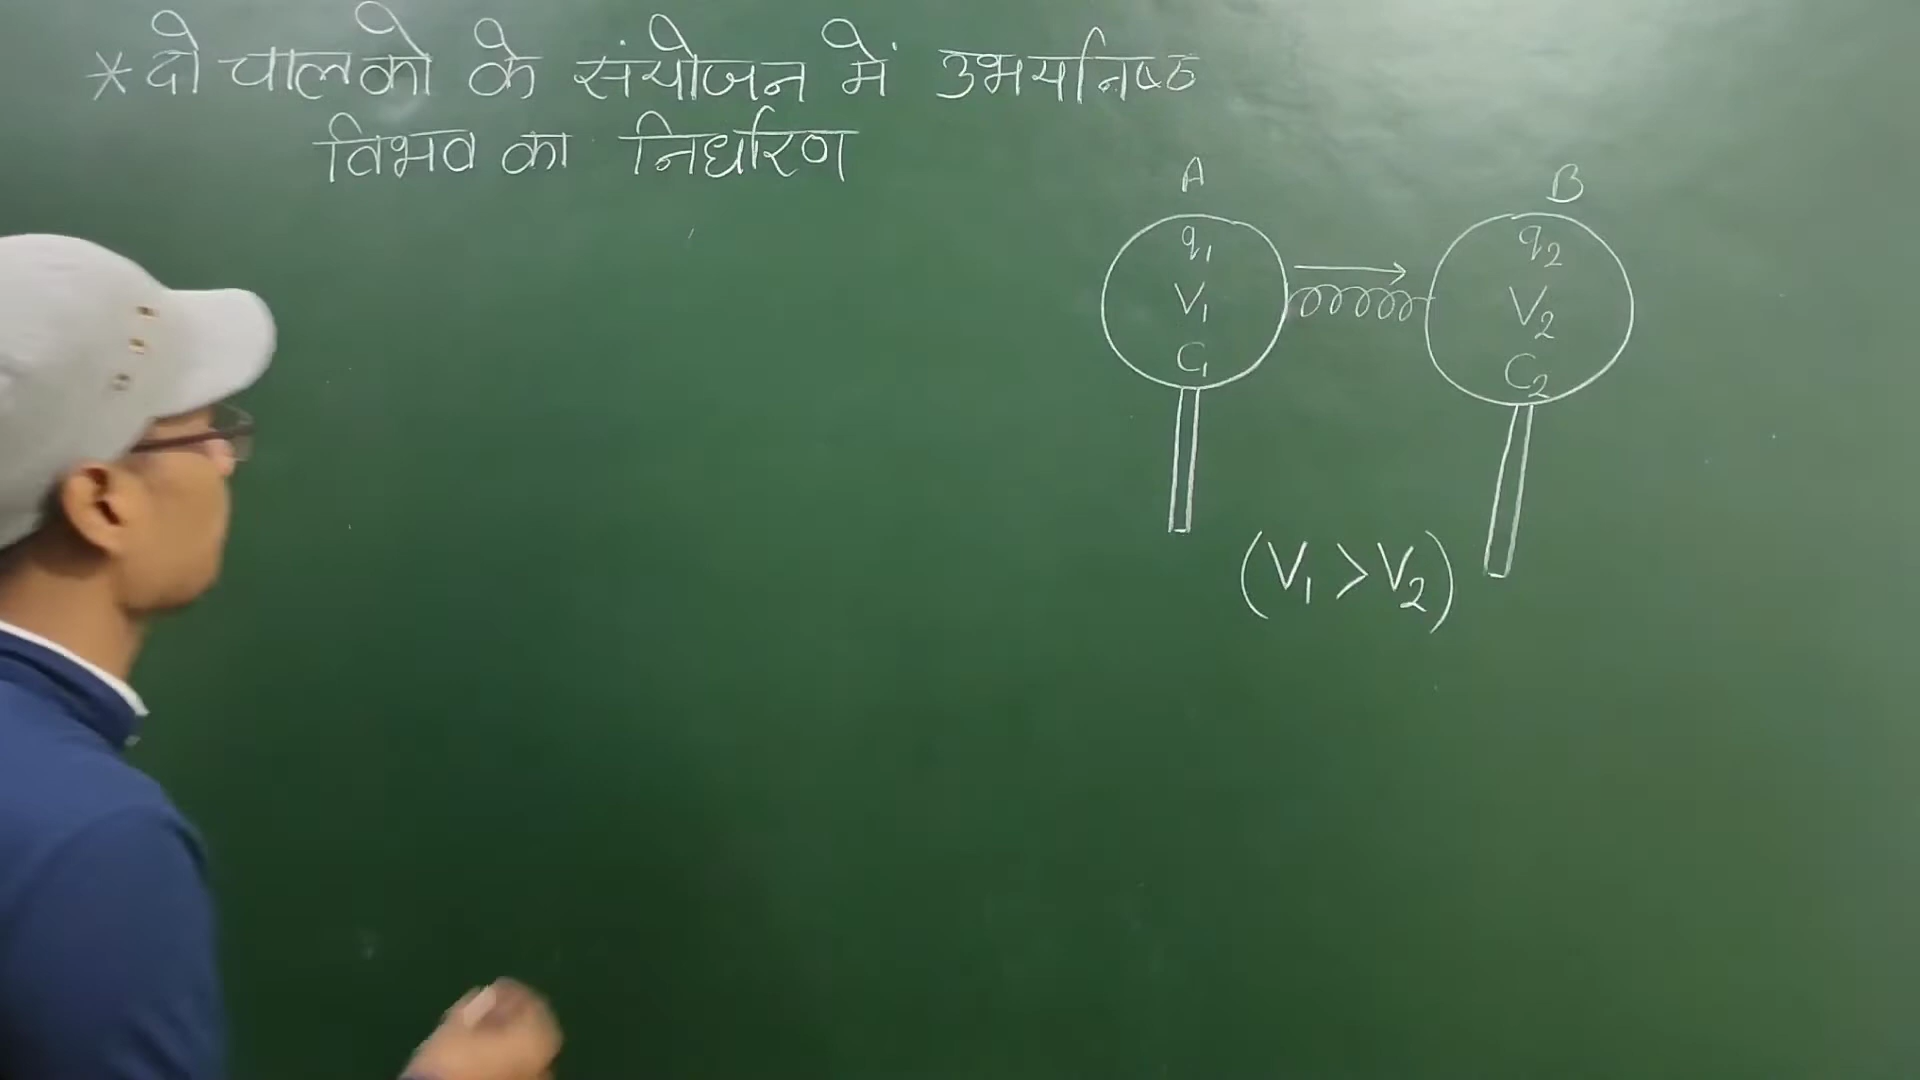 * दो चालको के संयोजन में उभयनिष्ठ
विभव का निर्धारण
A
B
q₁
V₁
C₁
q₂
V₂
C₂
(V₁ > V₂)